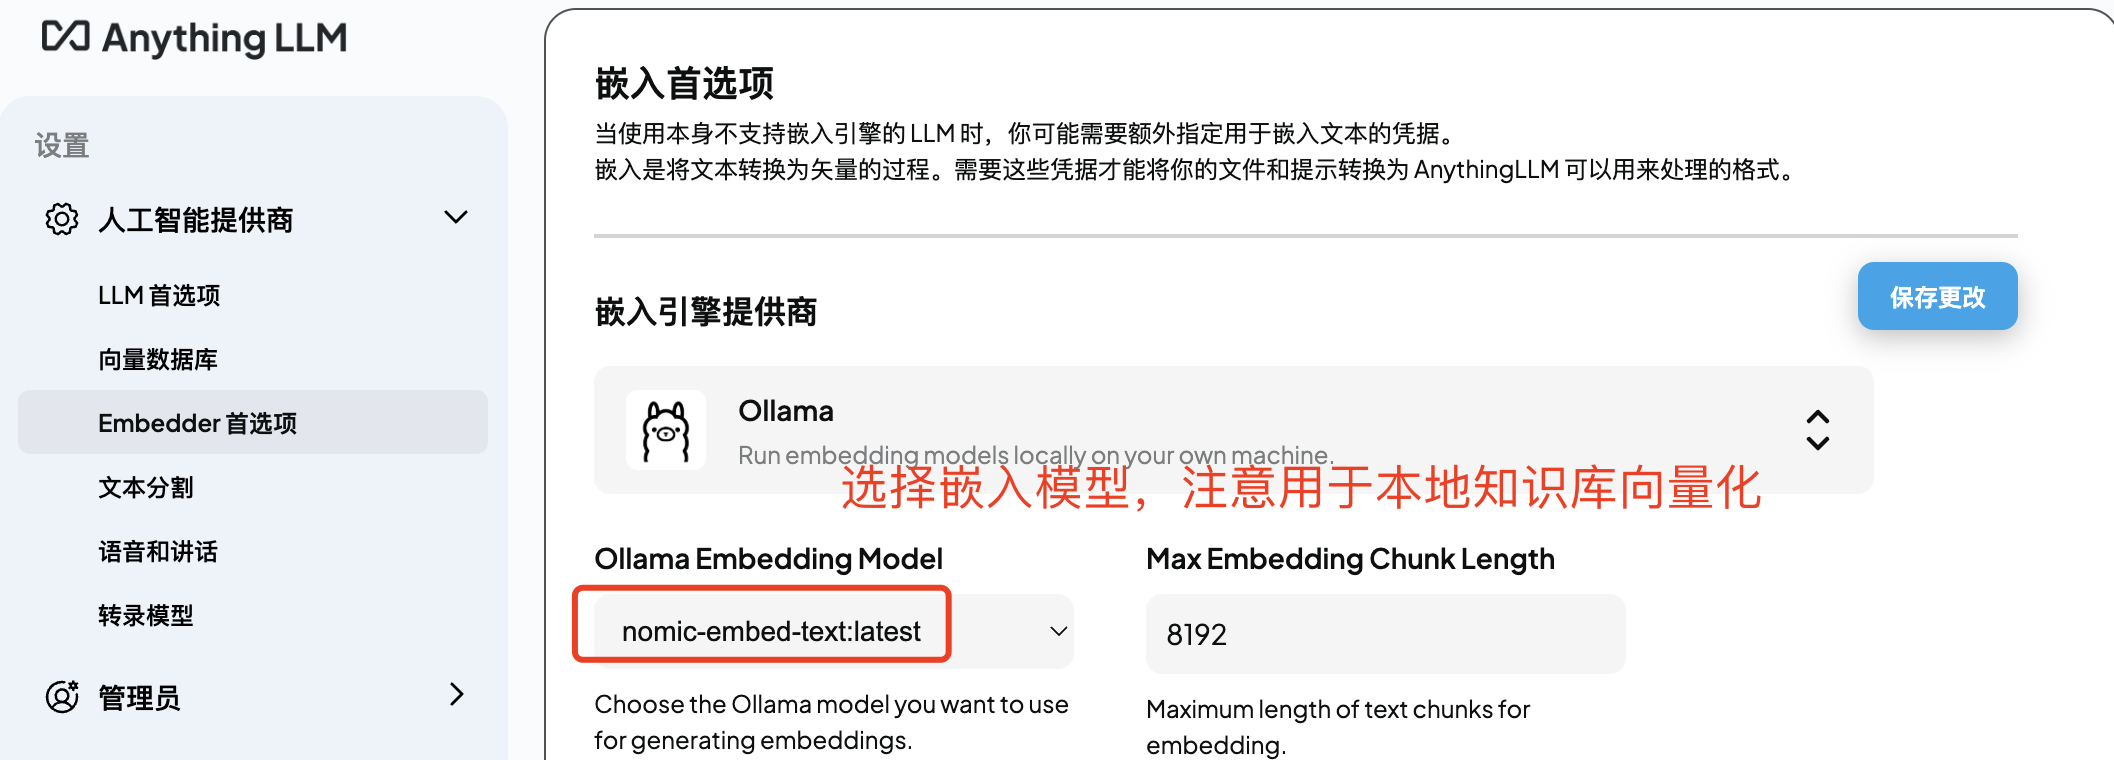 Anything LLM
设置
人工智能提供商
LLM 首选项
向量数据库
Embedder 首选项
文本分割
语音和讲话
转录模型
管理员
嵌入首选项
当使用本身不支持嵌入引擎的 LLM 时，你可能需要额外指定用于嵌入文本的凭据。
嵌入是将文本转换为矢量的过程。需要这些凭据才能将你的文件和提示转换为 AnythingLLM 可以用来处理的格式。
保存更改
嵌入引擎提供商
Ollama
Run embedding models locally on your own machine.
选择嵌入模型，注意用于本地知识库向量化
Ollama Embedding Model
nomic-embed-text:latest
Choose the Ollama model you want to use
for generating embeddings.
Max Embedding Chunk Length
8192
Maximum length of text chunks for
embedding.